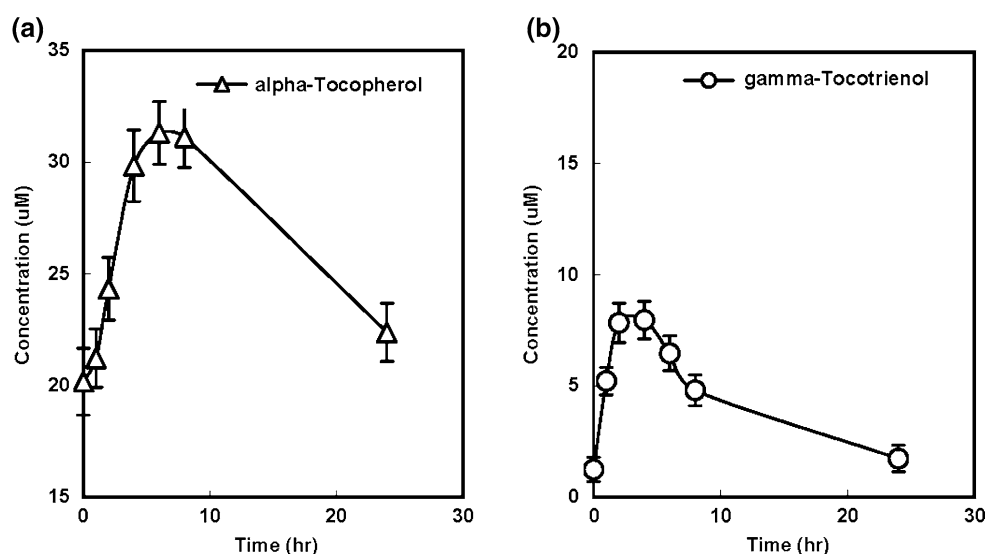 (a)
35
30
25
20
15
Concentration (uM)
alpha-Tocopherol
0 10 20 30
Time (hr)
(b)
20
15
10
5
0
Concentration (uM)
gamma-Tocotrienol
0 10 20 30
Time (hr)